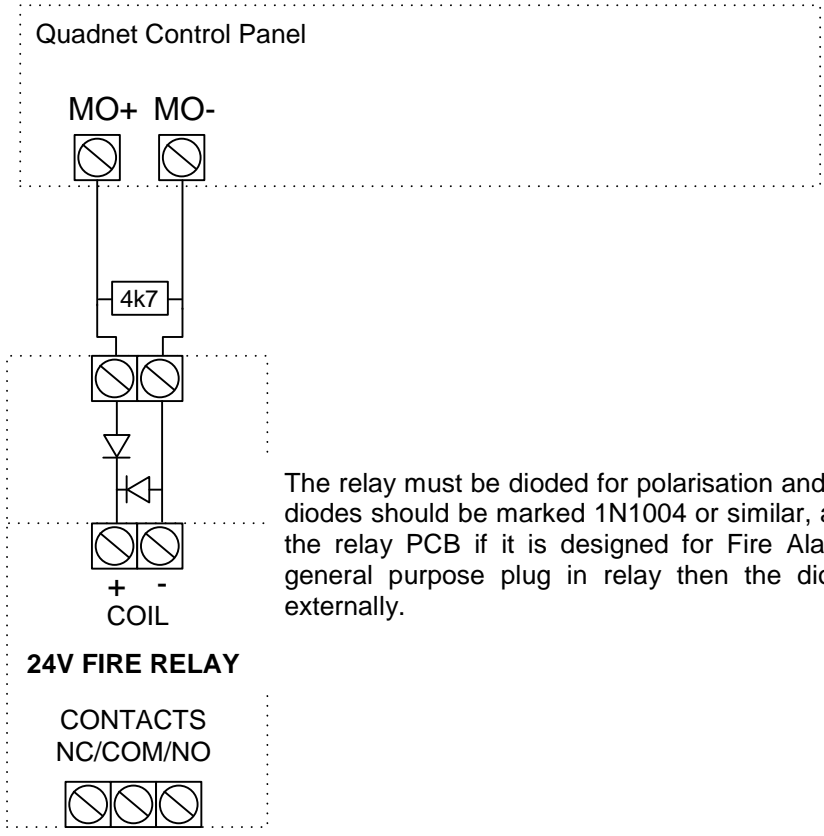 Quadnet Control Panel
MO+ MO-
4k7
The relay must be dioded for polarisation and
diodes should be marked 1N1004 or similar,
the relay PCB if it is designed for Fire
general purpose plug in relay then the
externally.
+ -
COIL
24V FIRE RELAY
CONTACTS
NC/COM/NO